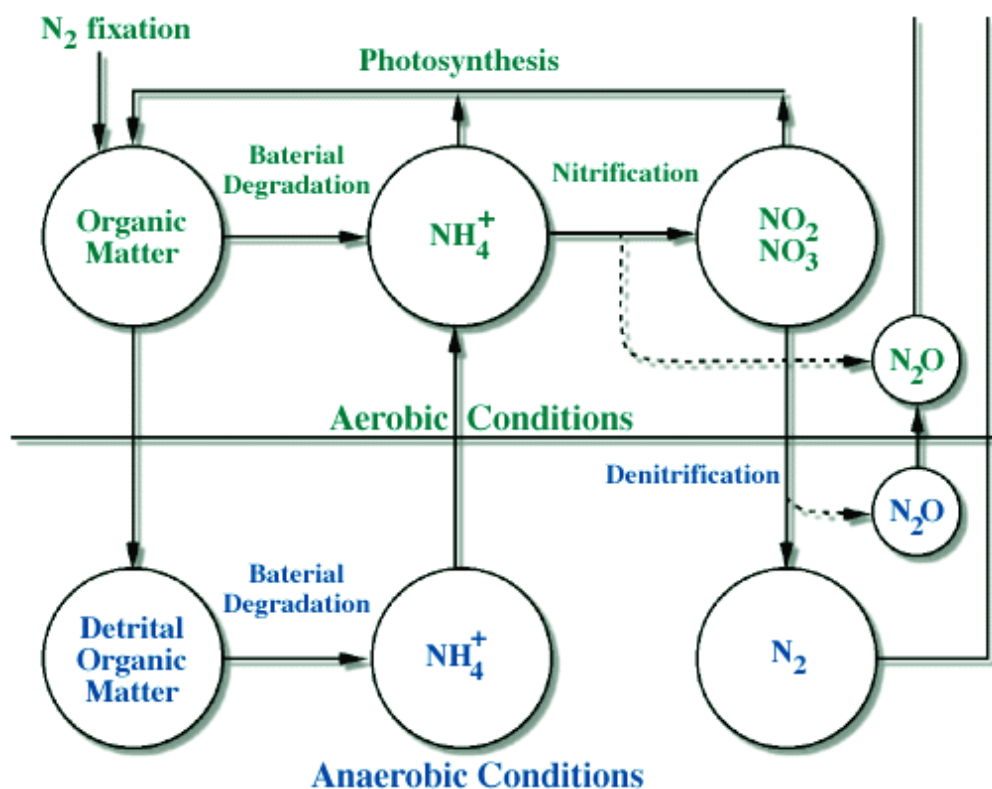 N₂ fixation
Photosynthesis
Baterial
Degradation
Nitrification
Organic
Matter
NH₄⁺
NO₂
NO₃
N₂O
Aerobic Conditions
Denitrification
N₂O
Baterial
Degradation
Detrital
Organic
Matter
NH₄⁺
N₂
Anaerobic Conditions